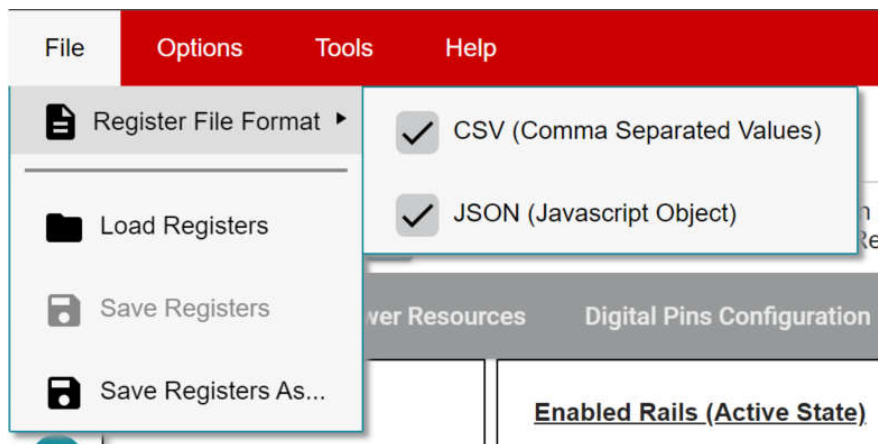 File Options Tools Help
Register File Format
CSV (Comma Separated Values)
JSON (Javascript Object)
Load Registers
Save Registers
Resources Digital Pins Configuration
Save Registers As...
Enabled Rails (Active State)